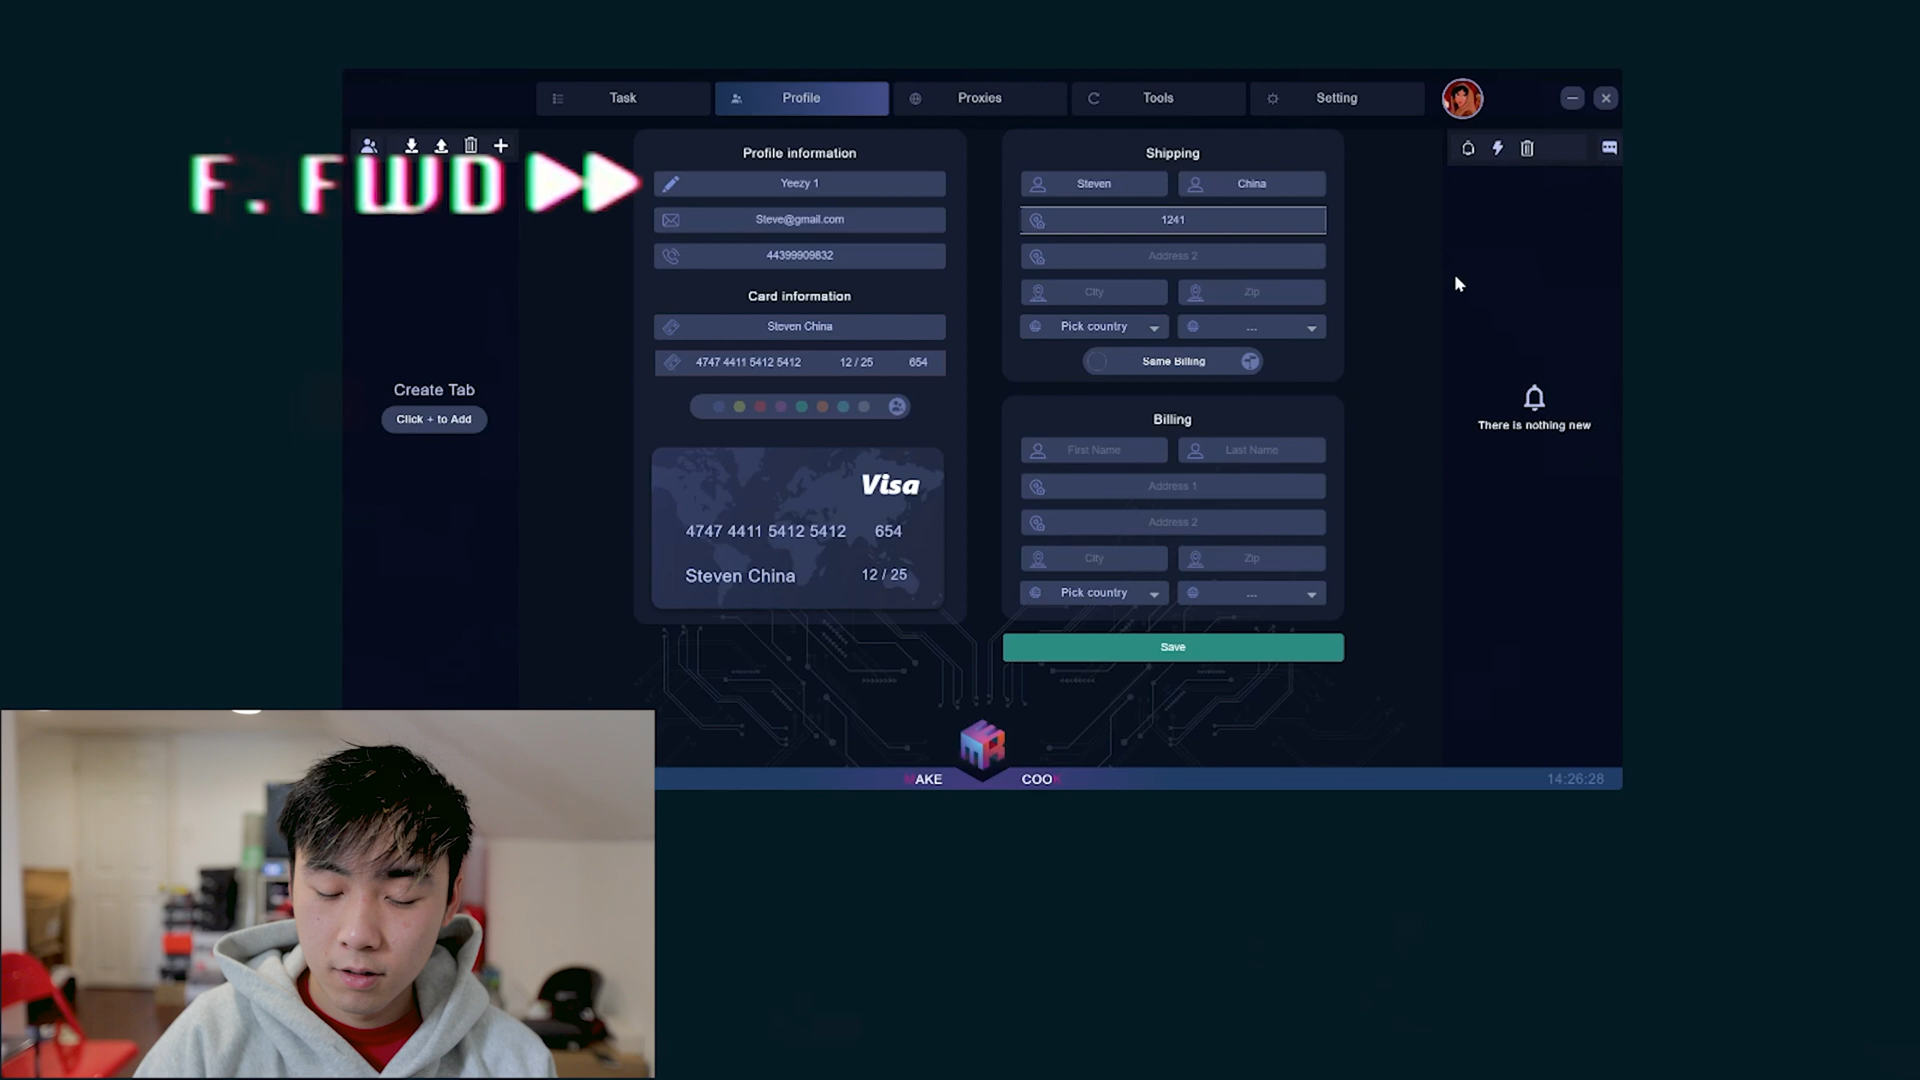 Task
Profile
Proxies
Tools
Setting
F. FWD
Create Tab
Click + to Add
Profile information
Yeezy 1
Steve@gmail.com
44399909832
Card information
Steven China
4747 4411 5412 5412 12 / 25 654
Visa
4747 4411 5412 5412 654
Steven China 12 / 25
Shipping
Steven China
1241
Address 2
City Zip
Pick country ...
Same Billing
Billing
First Name Last Name
Address 1
Address 2
City Zip
Pick country ...
Save
There is nothing new
MAKE COOK
14:26:28